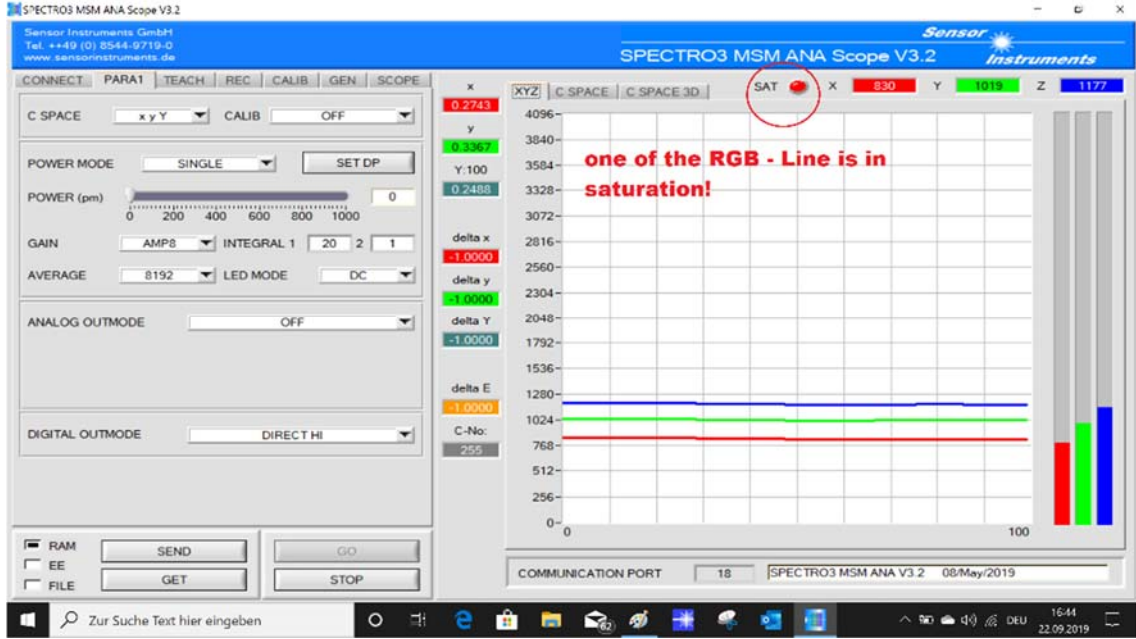 SPECTRO3 MSM ANA Scope V3.2
Sensor Instruments GmbH
Tel. ++49 (0) 8544-9719-0
www.sensorinstruments.de
SPECTRO3 MSM ANA Scope V3.2
Sensor
Instruments
CONNECT PARA1 TEACH REC CALIB GEN SCOPE
C SPACE x y Y CALIB OFF
POWER MODE SINGLE SET DP
POWER (pm) 0
0 200 400 600 800 1000
GAIN AMP8 INTEGRAL 1 20 2 1
AVERAGE 8192 LED MODE DC
ANALOG OUTMODE OFF
DIGITAL OUTMODE DIRECT HI
RAM
EE
FILE
SEND GO
GET STOP
x
0.2743
y
0.3367
Y:100
0.2488
delta x
-1.0000
delta y
-1.0000
delta Y
-1.0000
delta E
-1.0000
C-No:
255
XYZ C SPACE C SPACE 3D SAT X 830 Y 1019 Z 1177
one of the RGB - Line is in
saturation!
4096-
3840-
3584-
3328-
3072-
2816-
2560-
2304-
2048-
1792-
1536-
1280-
1024-
768-
512-
256-
0-
0 100
COMMUNICATION PORT 18 SPECTRO3 MSM ANA V3.2 08/May/2019
Zur Suche Text hier eingeben
62
DEU
16:44
22.09.2019